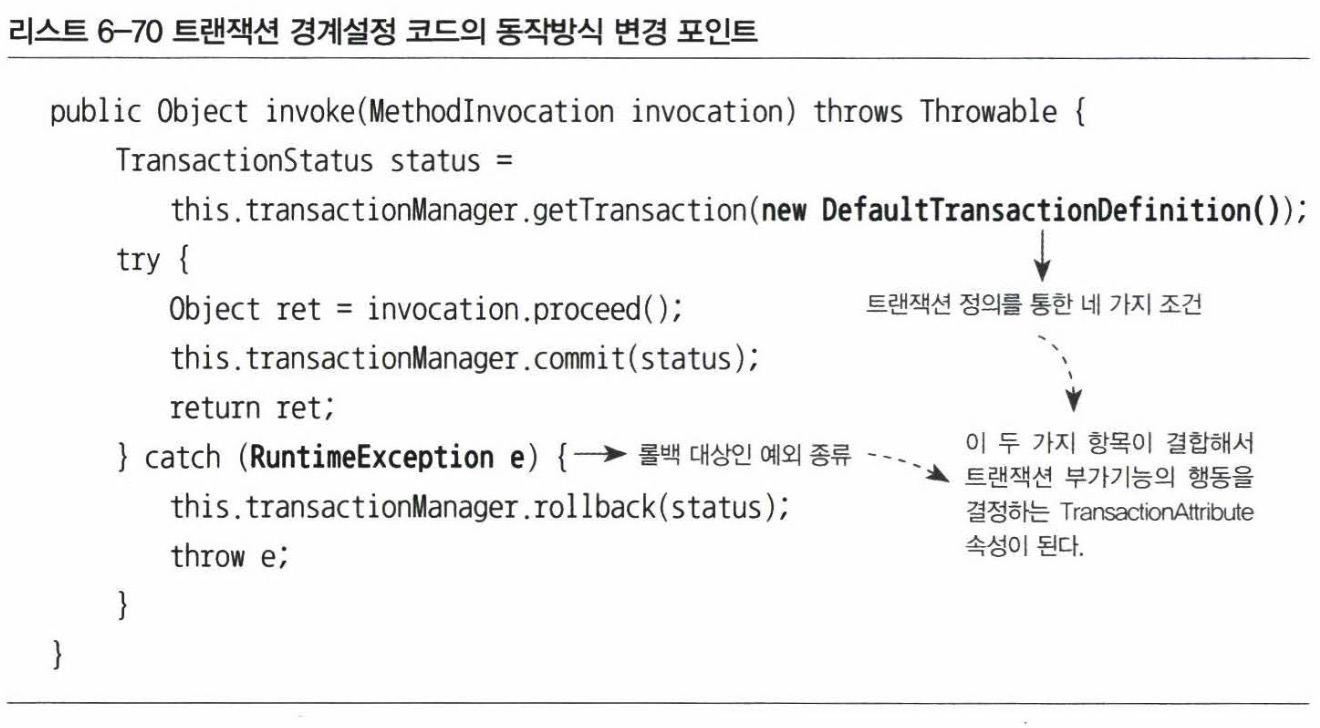 리스트 6-70 트랜잭션 경계설정 코드의 동작방식 변경 포인트
public Object invoke(MethodInvocation invocation) throws Throwable {
TransactionStatus status =
this.transactionManager.getTransaction(new DefaultTransactionDefinition());
try {
Object ret = invocation.proceed();
트랜잭션 정의를 통한 네 가지 조건
this.transactionManager.commit(status);
return ret;
} catch (RuntimeException e) {
롤백 대상인 예외 종류
이 두 가지 항목이 결합해서
트랜잭션 부가기능의 행동을
결정하는 TransactionAttribute
속성이 된다.
this.transactionManager.rollback(status);
throw e;
}
}